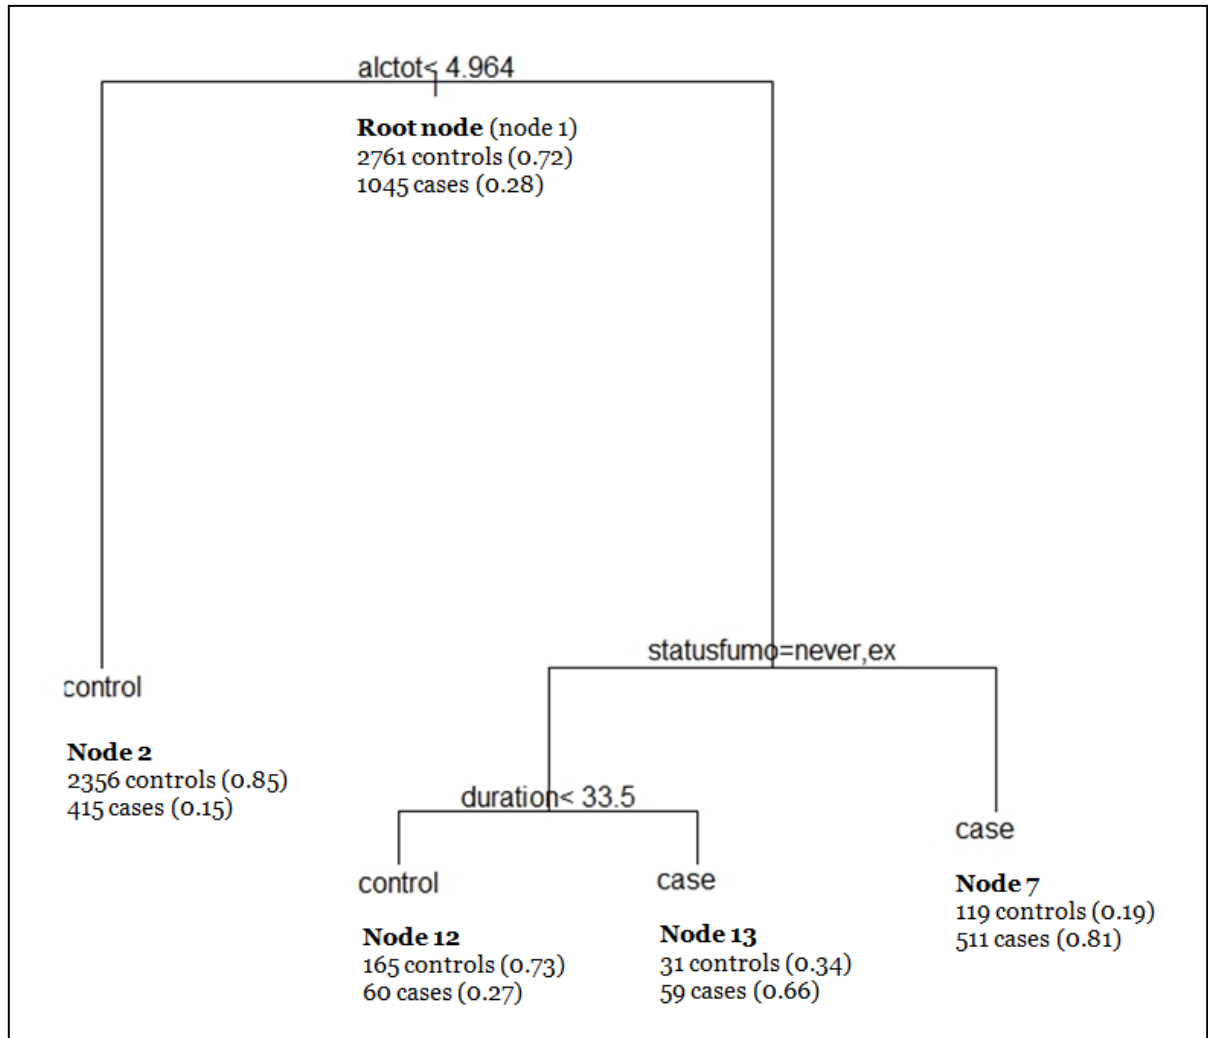 alctot< 4.964
Root node (node 1)
2761 controls (0.72)
1045 cases (0.28)
statusfumo=never,ex
control
Node 2
2356 controls (0.85)
415 cases (0.15)
duration< 33.5
control
Node 12
165 controls (0.73)
60 cases (0.27)
case
Node 13
31 controls (0.34)
59 cases (0.66)
case
Node 7
119 controls (0.19)
511 cases (0.81)